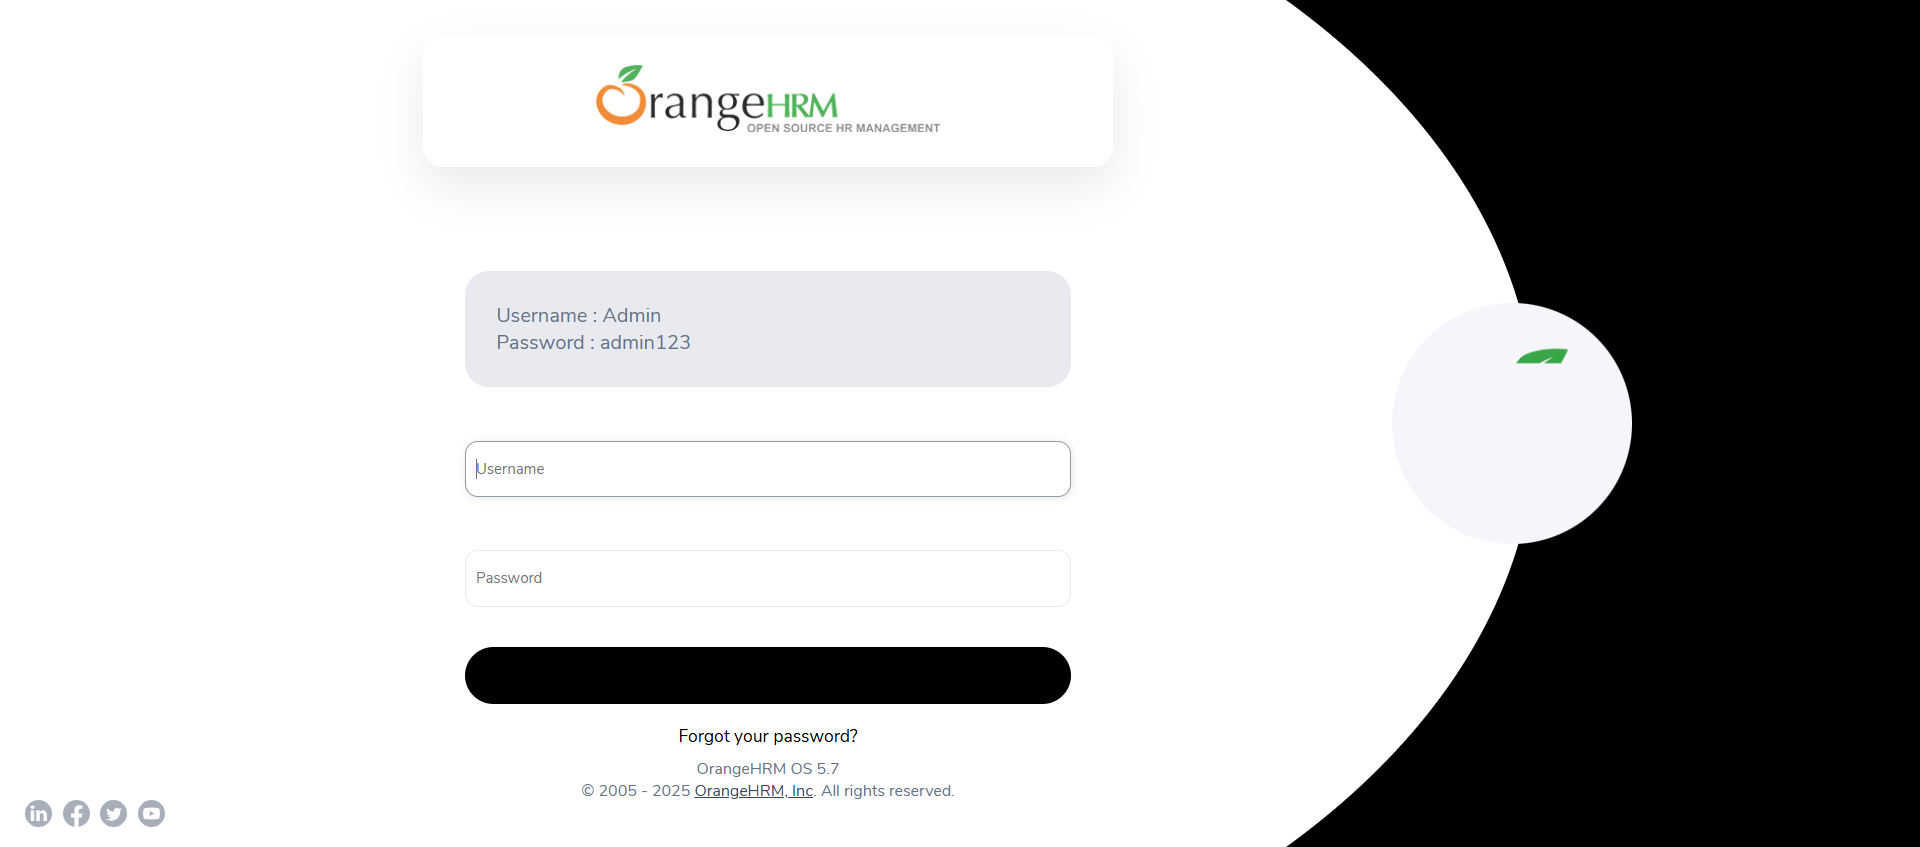 OrangeHRM
OPEN SOURCE HR MANAGEMENT
Username : Admin
Password : admin123
Username
Password
Forgot your password?
OrangeHRM OS 5.7
© 2005 - 2025 OrangeHRM, Inc. All rights reserved.